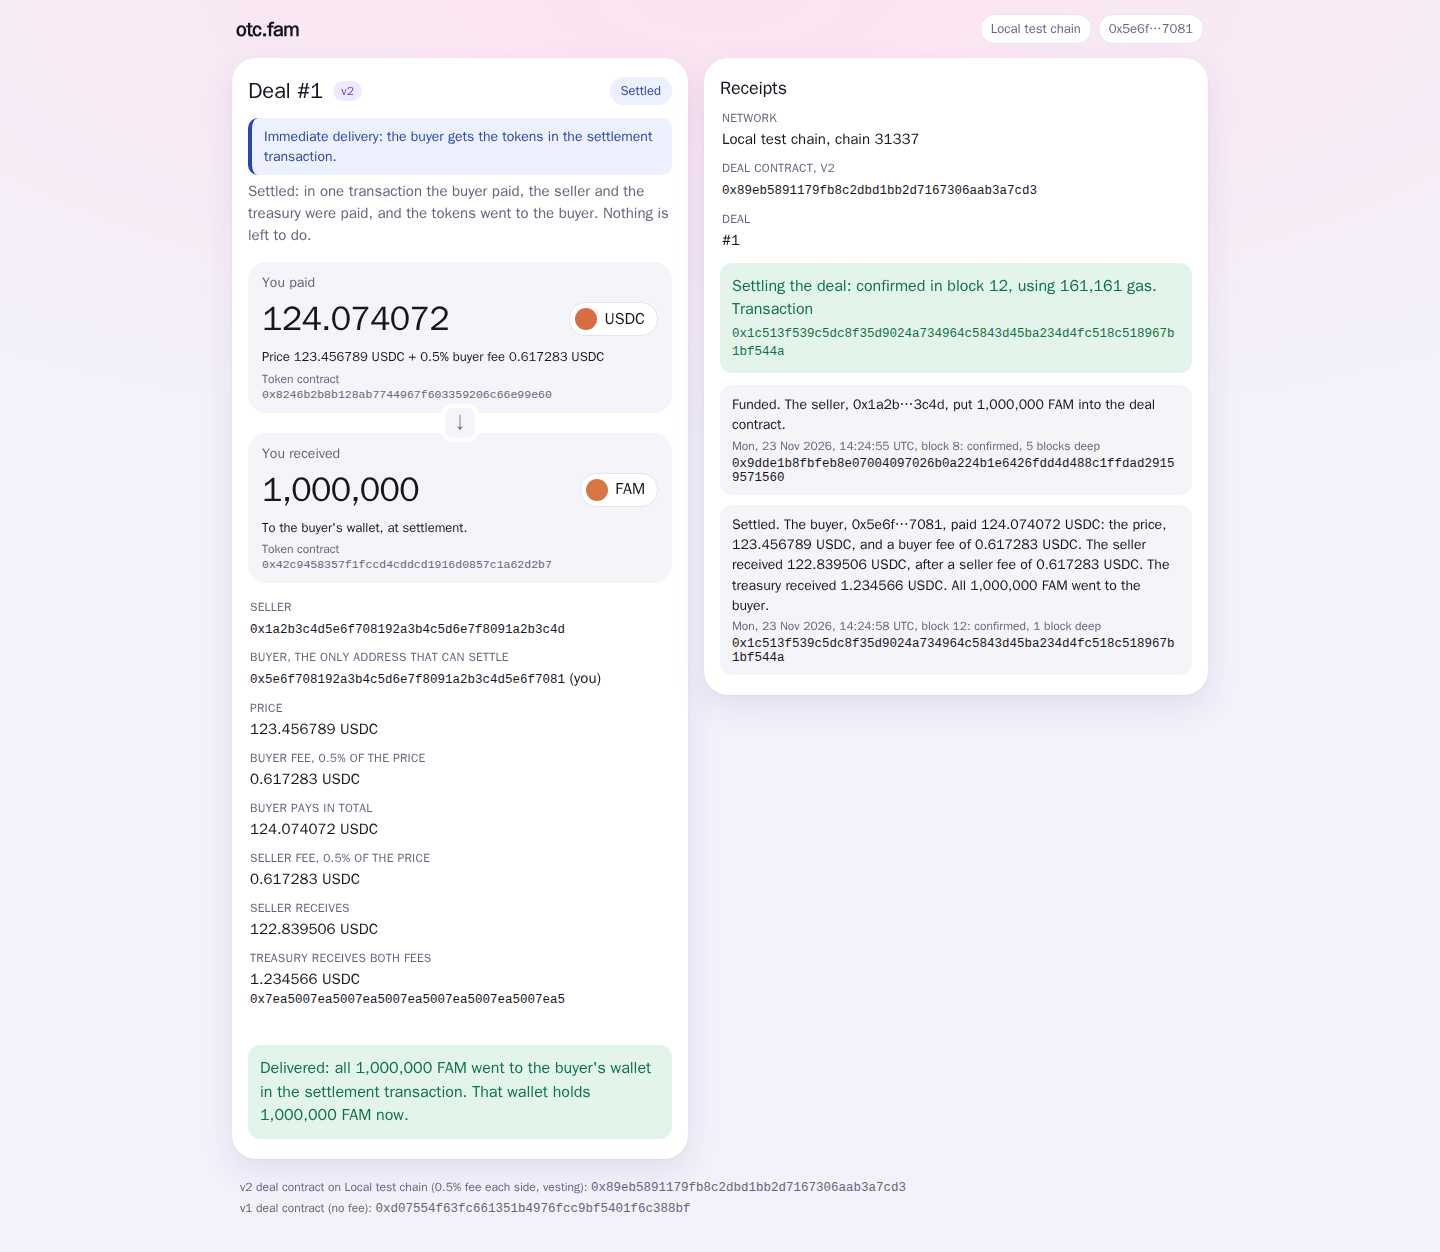 otc.fam
Local test chain
0x5e6f…7081
Deal #1
v2
Settled
Immediate delivery: the buyer gets the tokens in the settlement
transaction.
Settled: in one transaction the buyer paid, the seller and the
treasury were paid, and the tokens went to the buyer. Nothing is
left to do.
You paid
124.074072
USDC
Price 123.456789 USDC + 0.5% buyer fee 0.617283 USDC
Token contract
0x8246b2b8b128ab7744967f603359206c66e99e60
↓
You received
1,000,000
FAM
To the buyer's wallet, at settlement.
Token contract
0x42c9458357f1fccd4cddcd1916d0857c1a62d2b7
SELLER
0x1a2b3c4d5e6f708192a3b4c5d6e7f8091a2b3c4d
BUYER, THE ONLY ADDRESS THAT CAN SETTLE
0x5e6f708192a3b4c5d6e7f8091a2b3c4d5e6f7081 (you)
PRICE
123.456789 USDC
BUYER FEE, 0.5% OF THE PRICE
0.617283 USDC
BUYER PAYS IN TOTAL
124.074072 USDC
SELLER FEE, 0.5% OF THE PRICE
0.617283 USDC
SELLER RECEIVES
122.839506 USDC
TREASURY RECEIVES BOTH FEES
1.234566 USDC
0x7ea5007ea5007ea5007ea5007ea5007ea5007ea5
Delivered: all 1,000,000 FAM went to the buyer's wallet
in the settlement transaction. That wallet holds
1,000,000 FAM now.
Receipts
NETWORK
Local test chain, chain 31337
DEAL CONTRACT, V2
0x89eb5891179fb8c2dbd1bb2d7167306aab3a7cd3
DEAL
#1
Settling the deal: confirmed in block 12, using 161,161 gas.
Transaction
0x1c513f539c5dc8f35d9024a734964c5843d45ba234d4fc518c518967b
1bf544a
Funded. The seller, 0x1a2b…3c4d, put 1,000,000 FAM into the deal
contract.
Mon, 23 Nov 2026, 14:24:55 UTC, block 8: confirmed, 5 blocks deep
0x9dde1b8fbfeb8e07004097026b0a224b1e6426fdd4d488c1ffdad2915
9571560
Settled. The buyer, 0x5e6f…7081, paid 124.074072 USDC: the price,
123.456789 USDC, and a buyer fee of 0.617283 USDC. The seller
received 122.839506 USDC, after a seller fee of 0.617283 USDC. The
treasury received 1.234566 USDC. All 1,000,000 FAM went to the
buyer.
Mon, 23 Nov 2026, 14:24:58 UTC, block 12: confirmed, 1 block deep
0x1c513f539c5dc8f35d9024a734964c5843d45ba234d4fc518c518967b
1bf544a
v2 deal contract on Local test chain (0.5% fee each side, vesting): 0x89eb5891179fb8c2dbd1bb2d7167306aab3a7cd3
v1 deal contract (no fee): 0xd07554f63fc661351b4976fcc9bf5401f6c388bf